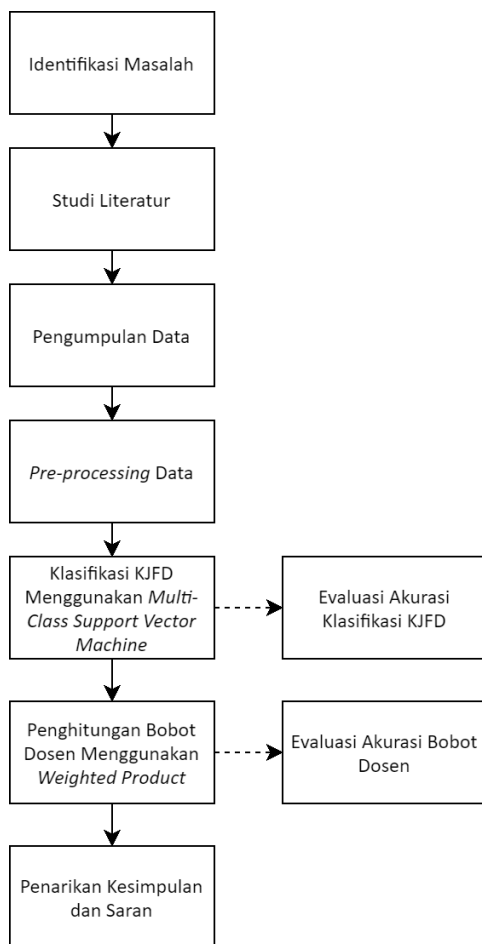 Identifikasi Masalah
Studi Literatur
Pengumpulan Data
Pre-processing Data
Klasifikasi KJFD
Menggunakan Multi-
Class Support Vector
Machine
Evaluasi Akurasi
Klasifikasi KJFD
Penghitungan Bobot
Dosen Menggunakan
Weighted Product
Evaluasi Akurasi Bobot
Dosen
Penarikan Kesimpulan
dan Saran